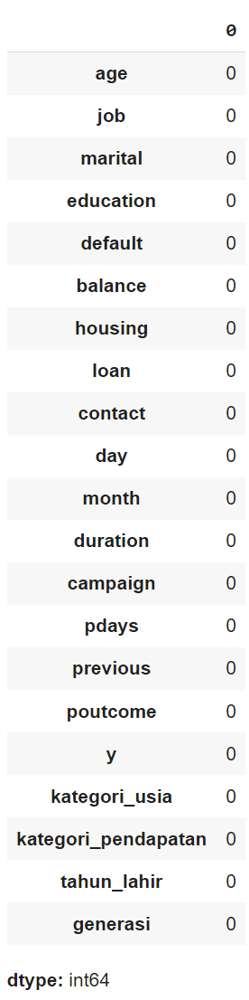 0
age 0
job 0
marital 0
education 0
default 0
balance 0
housing 0
loan 0
contact 0
day 0
month 0
duration 0
campaign 0
pdays 0
previous 0
poutcome 0
y 0
kategori_usia 0
kategori_pendapatan 0
tahun_lahir 0
generasi 0
dtype: int64